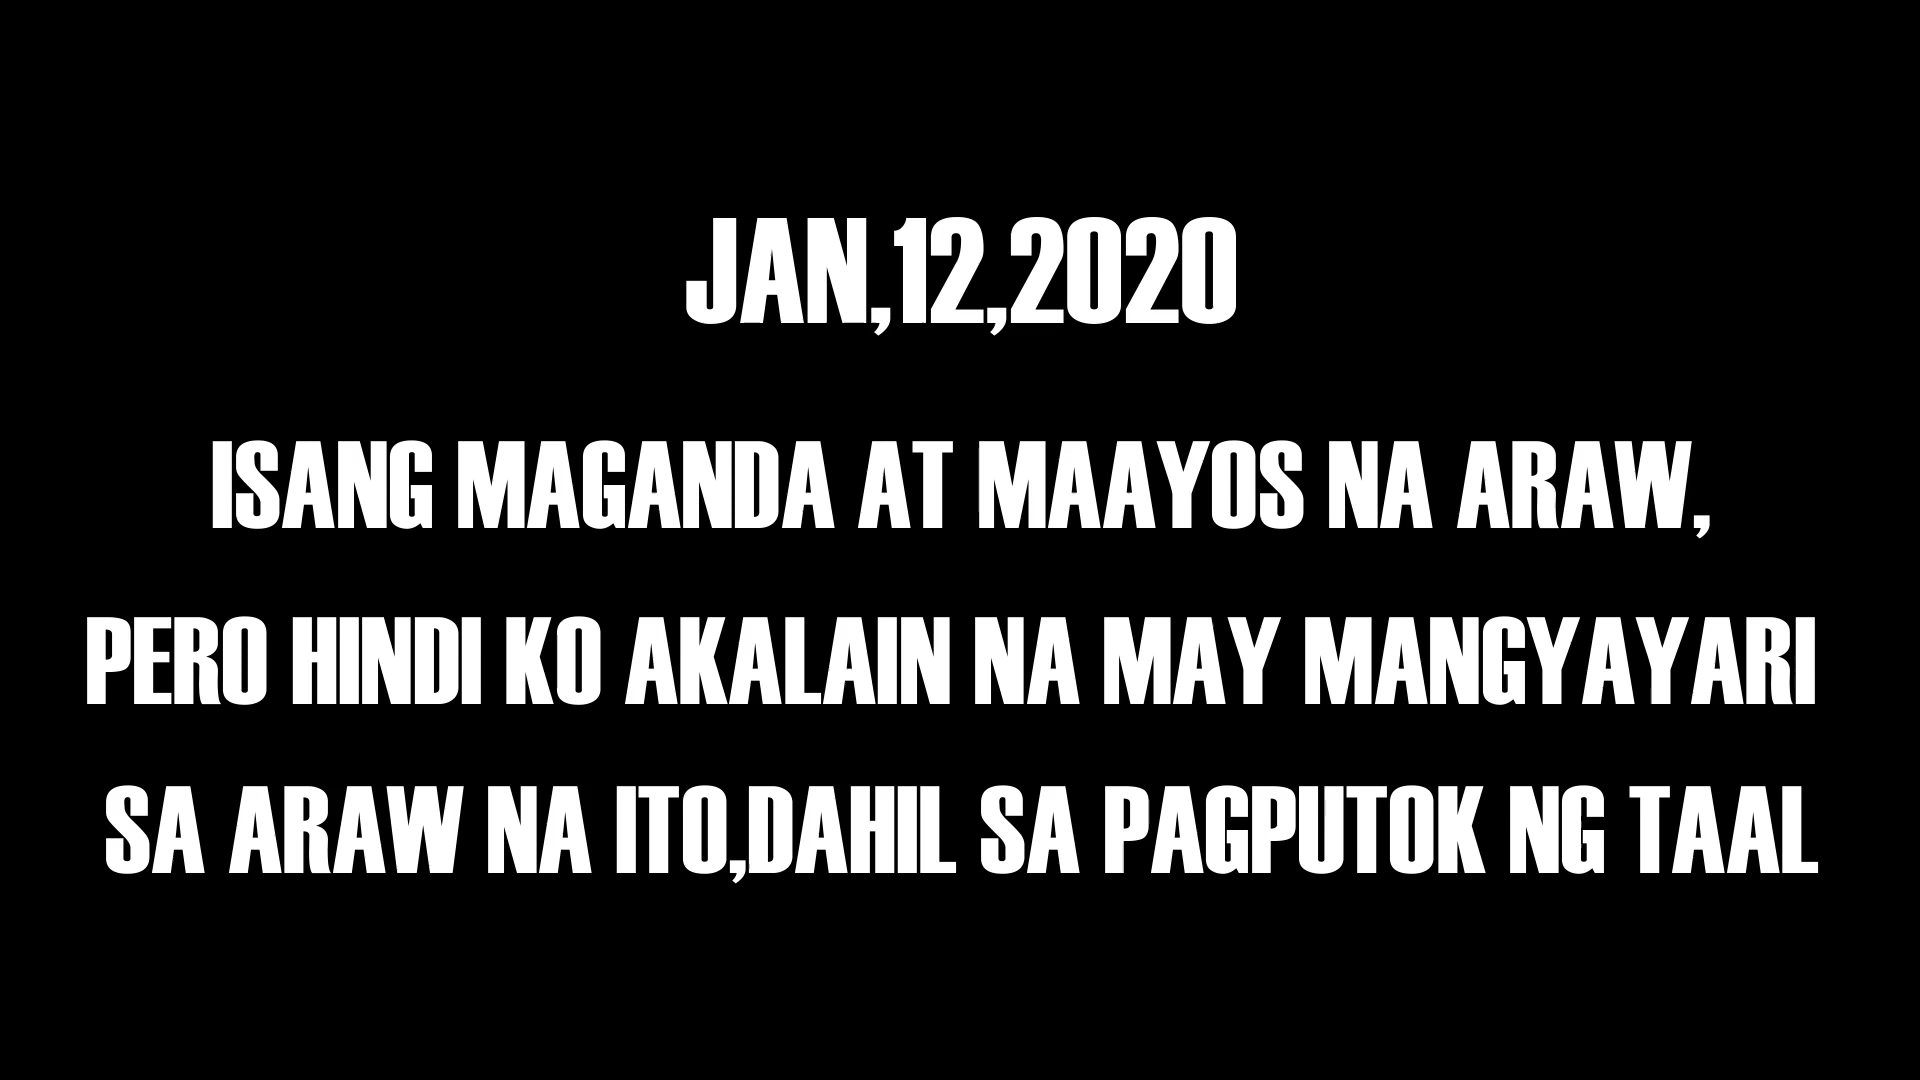 JAN,12,2020
ISANG MAGANDA AT MAAYOS NA ARAW,
PERO HINDI KO AKALAIN NA MAY MANGYAYARI
SA ARAW NA ITO,DAHIL SA PAGPUTOK NG TAAL